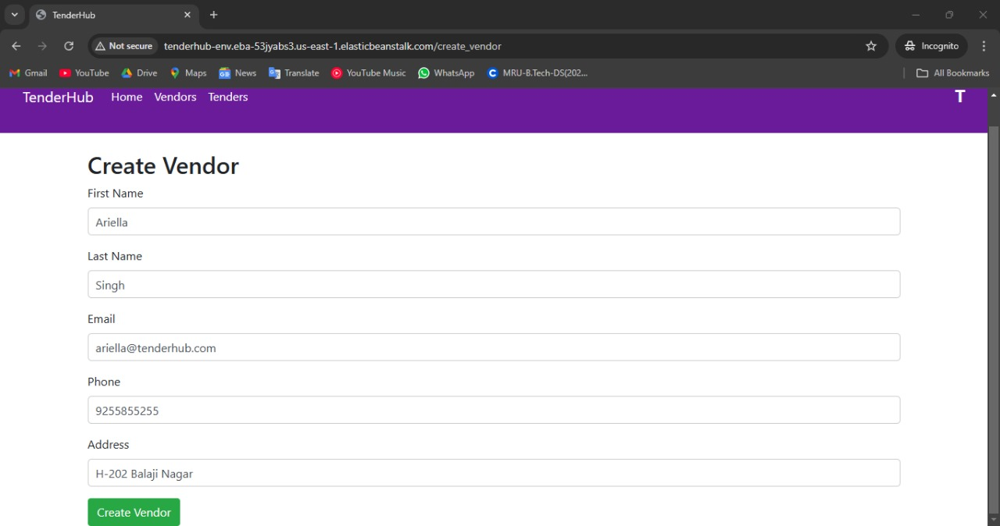 TenderHub
Not secure tenderhub-env.eba-53jyabs3.us-east-1.elasticbeanstalk.com/create_vendor Incognito
Gmail YouTube Drive Maps News Translate YouTube Music WhatsApp MRU-B.Tech-DS(202... All Bookmarks
TenderHub Home Vendors Tenders T
Create Vendor
First Name
Ariella
Last Name
Singh
Email
ariella@tenderhub.com
Phone
9255855255
Address
H-202 Balaji Nagar
Create Vendor